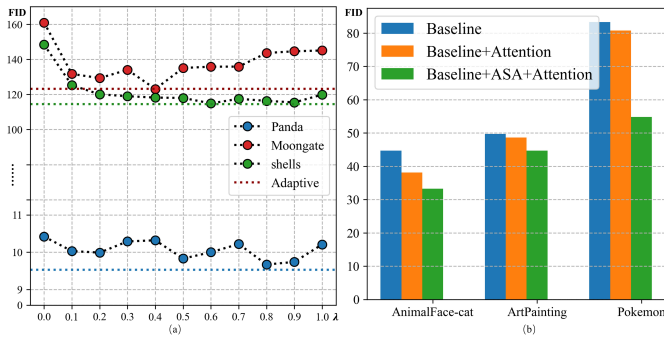 FID
160
140
120
100
......
11
10
9
0
0.0 0.1 0.2 0.3 0.4 0.5 0.6 0.7 0.8 0.9 1.0 λ
Panda
Moongate
shells
Adaptive
(a)
FID
80
70
60
50
40
30
20
10
0
Baseline
Baseline+Attention
Baseline+ASA+Attention
AnimalFace-cat ArtPainting Pokemon
(b)